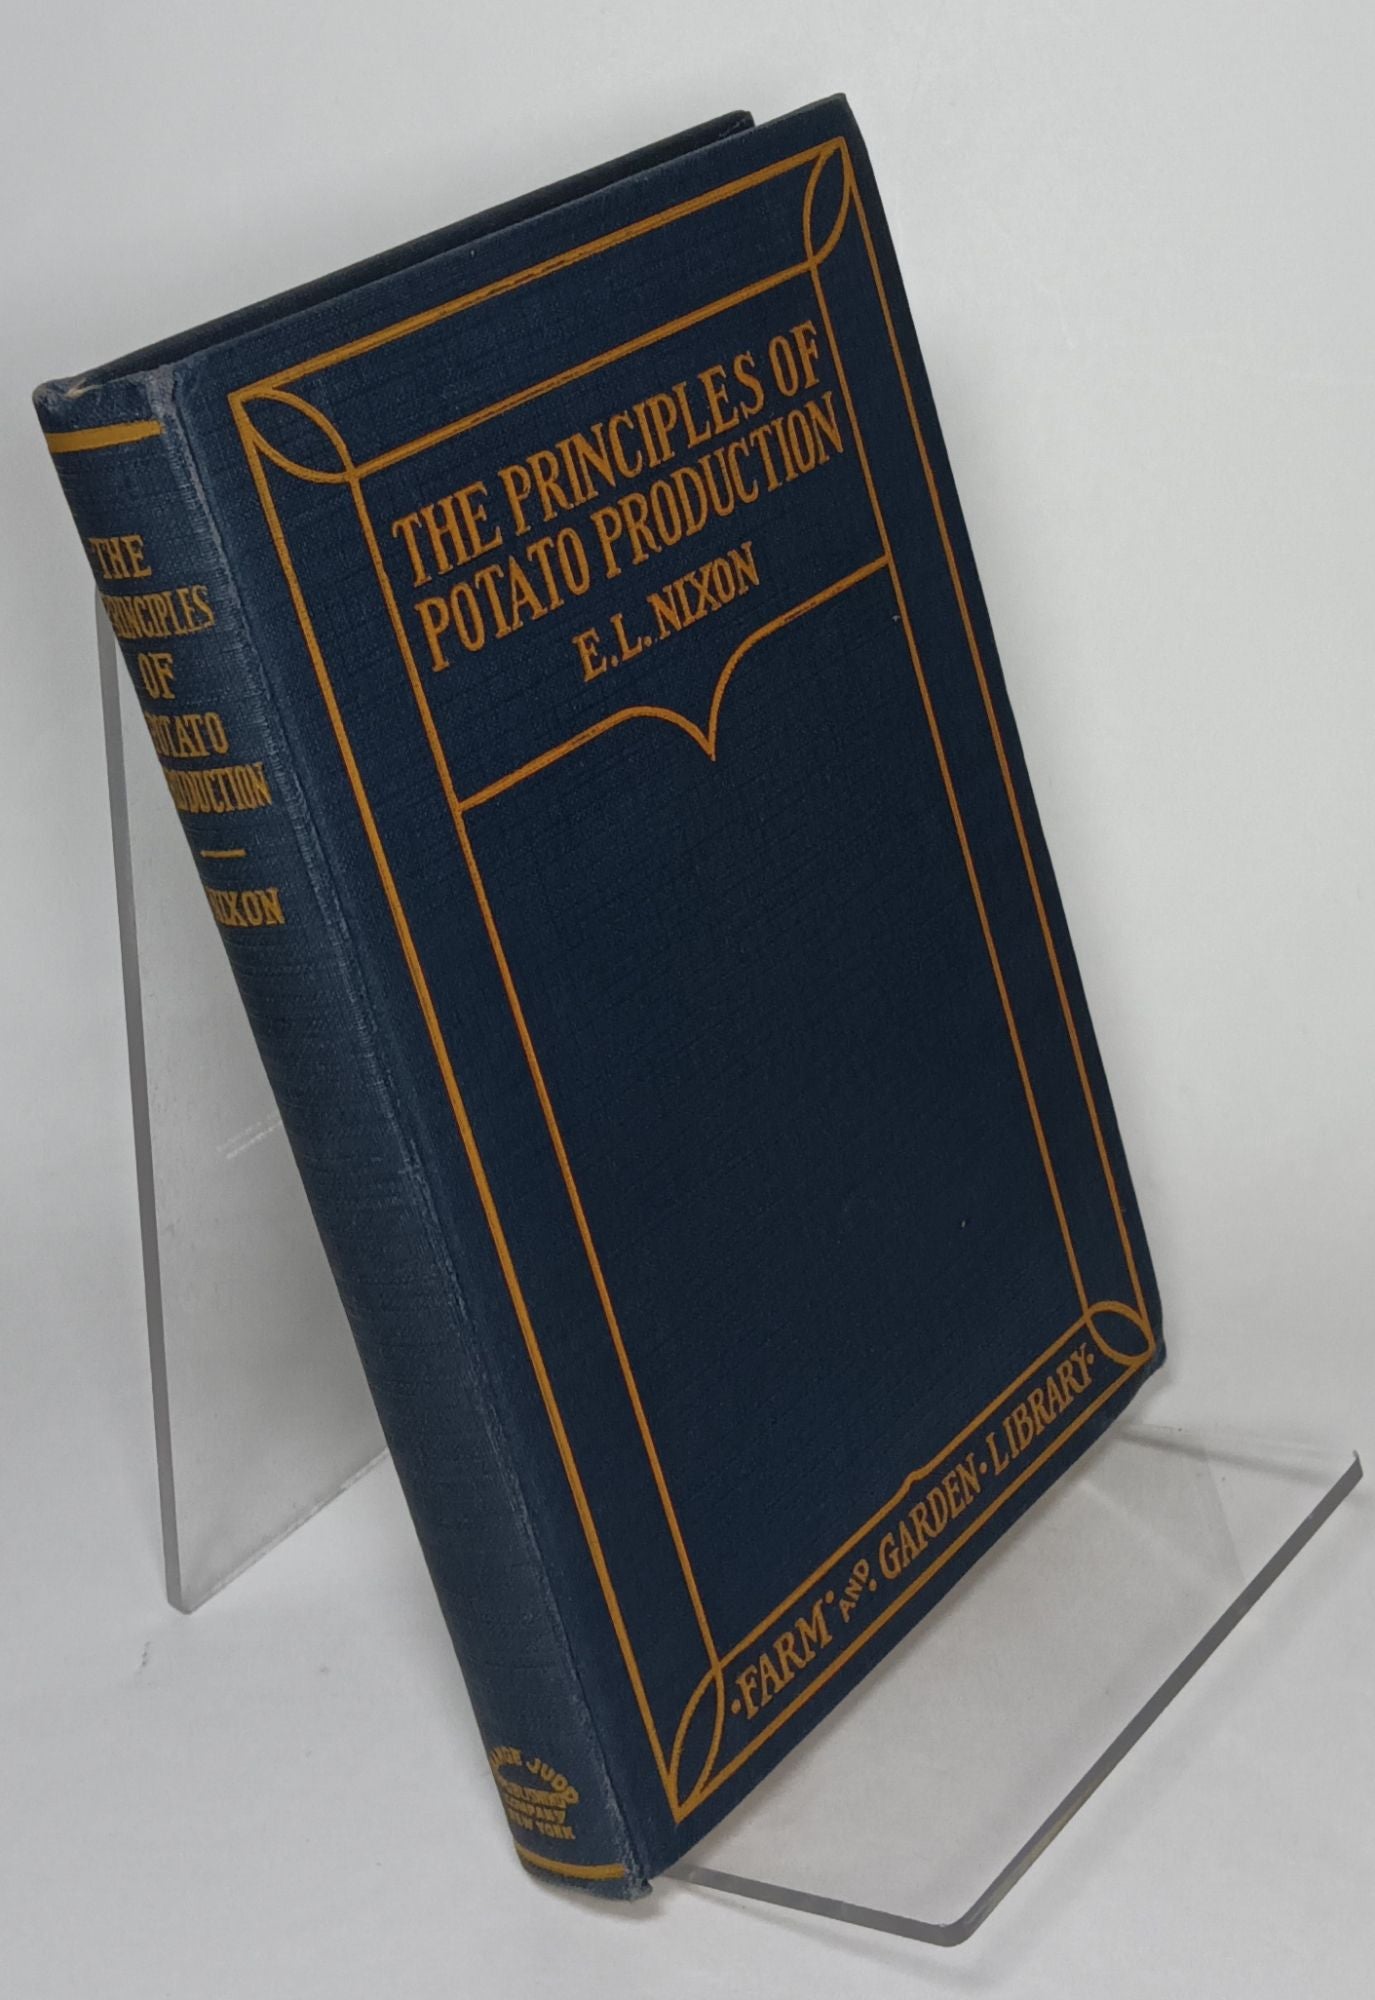 THE PRINCIPLES OF
POTATO PRODUCTION
E.L. NIXON
·FARM· AND· GARDEN· LIBRARY·
THE
PRINCIPLES
OF
POTATO
PRODUCTION
NIXON
JUDD
PUBLISHING
COMPANY
NEW YORK